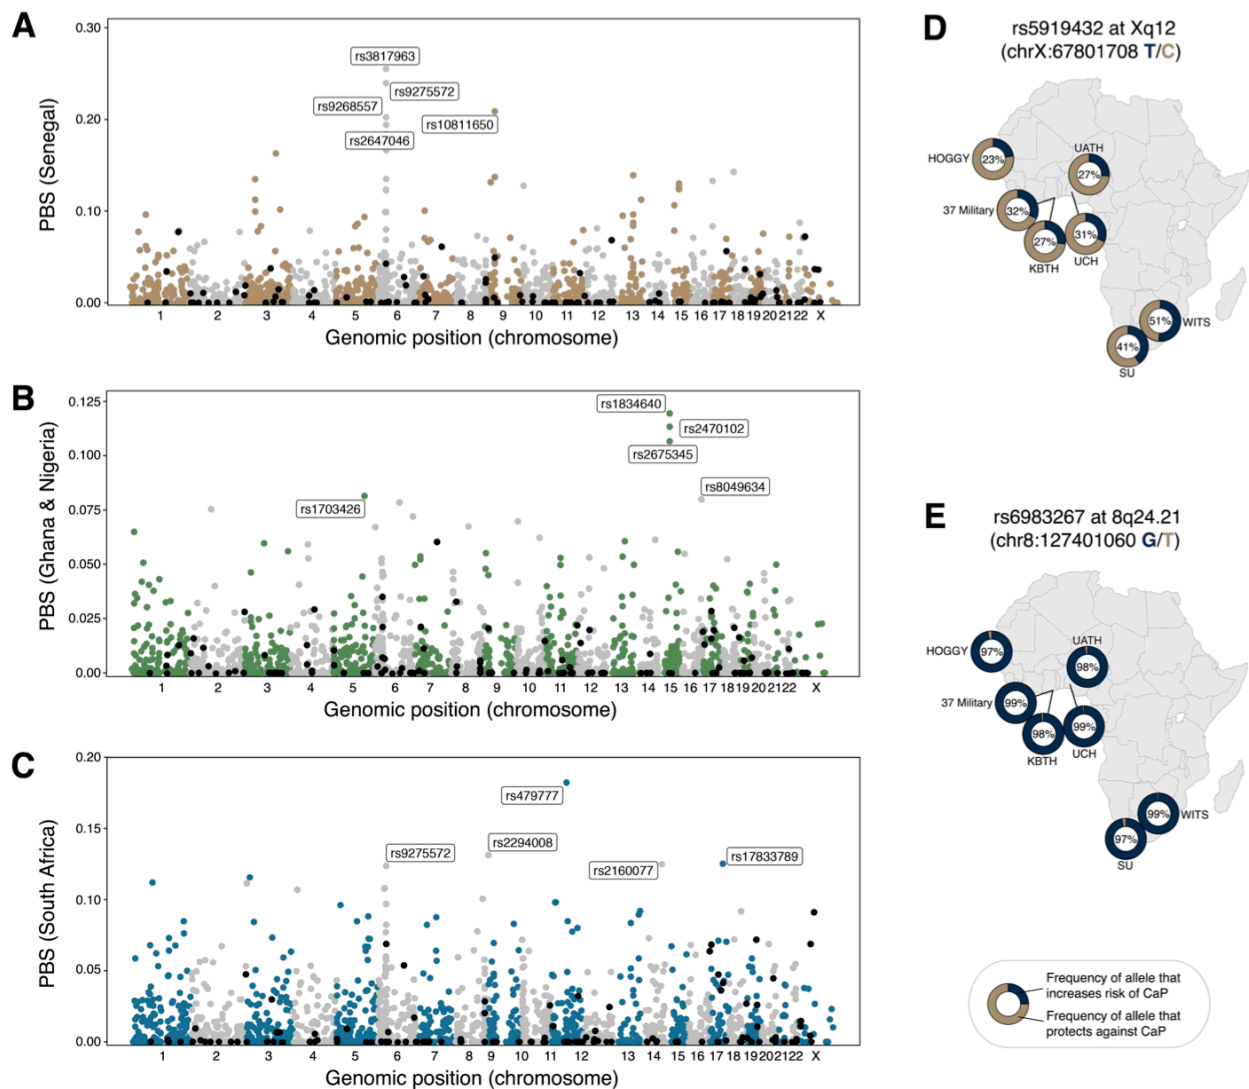 A
PBS (Senegal)
0.30
0.20
0.10
0.00
rs3817963
rs9275572
rs9268557
rs10811650
rs2647046
1 2 3 4 5 6 7 8 9 10 11 12 13 14 15 16 17 18 19 20 21 22 X
Genomic position (chromosome)
B
PBS (Ghana & Nigeria)
0.125
0.100
0.075
0.050
0.025
0.000
rs1834640
rs2470102
rs2675345
rs8049634
rs1703426
1 2 3 4 5 6 7 8 9 10 11 12 13 14 15 16 17 18 19 20 21 22 X
Genomic position (chromosome)
C
PBS (South Africa)
0.20
0.15
0.10
0.05
0.00
rs479777
rs2294008
rs9275572
rs2160077
rs17833789
1 2 3 4 5 6 7 8 9 10 11 12 13 14 15 16 17 18 19 20 21 22 X
Genomic position (chromosome)
D
rs5919432 at Xq12
(chrX:67801708 T/C)
HOGGY
23%
UATH
27%
37 Military
32%
27%
KBTH
31%
UCH
51%
WITS
41%
SU
E
rs6983267 at 8q24.21
(chr8:127401060 G/T)
HOGGY
97%
UATH
98%
37 Military
99%
98%
KBTH
99%
UCH
99%
WITS
97%
SU
Frequency of allele that
increases risk of CaP
Frequency of allele that
protects against CaP